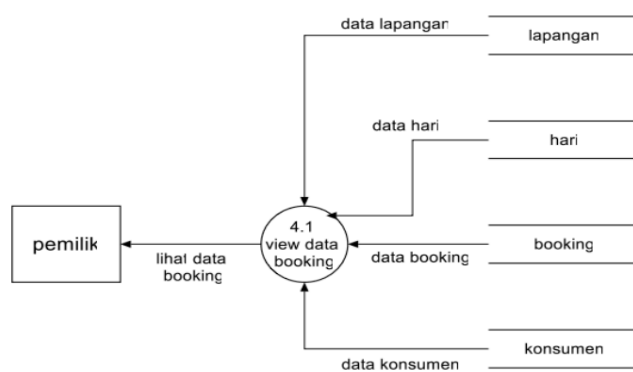 data lapangan
lapangan
data hari
hari
4.1
view data
booking
pemilik
lihat data
booking
data booking
booking
konsumen
data konsumen